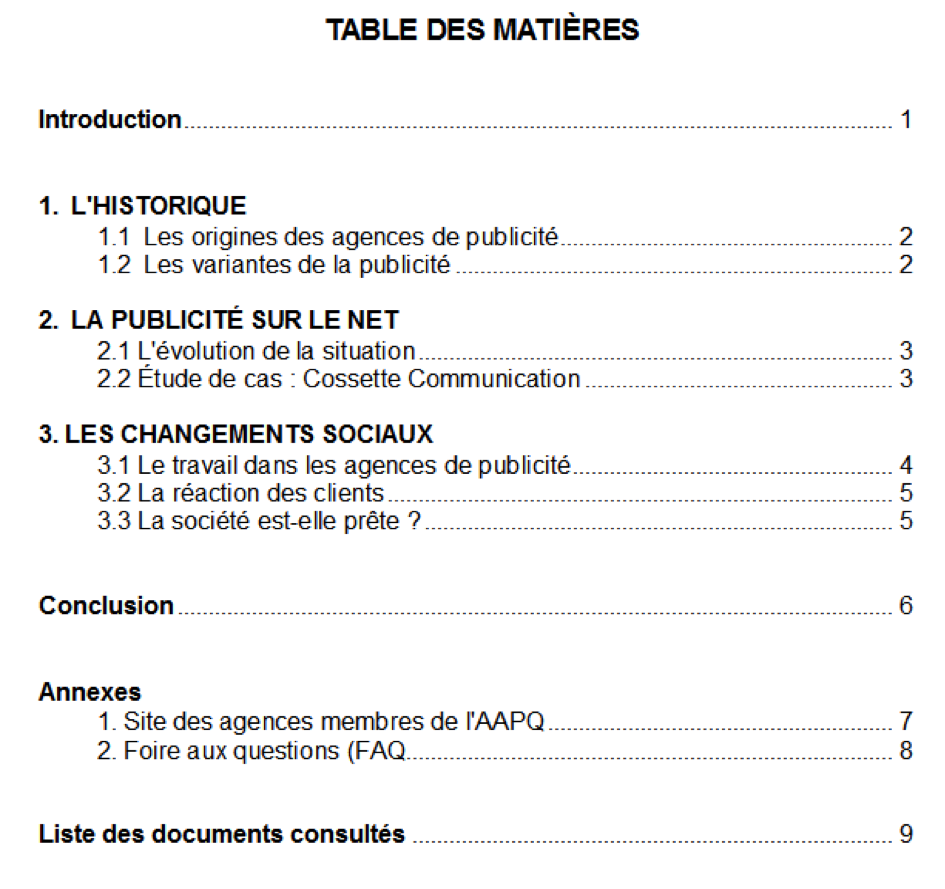 TABLE DES MATIÈRES
Introduction 1
1. L'HISTORIQUE
1.1 Les origines des agences de publicité 2
1.2 Les variantes de la publicité 2
2. LA PUBLICITÉ SUR LE NET
2.1 L'évolution de la situation 3
2.2 Étude de cas : Cossette Communication 3
3. LES CHANGEMENTS SOCIAUX
3.1 Le travail dans les agences de publicité 4
3.2 La réaction des clients 5
3.3 La société est-elle prête ? 5
Conclusion 6
Annexes
1. Site des agences membres de l'AAPQ 7
2. Foire aux questions (FAQ 8
Liste des documents consultés 9